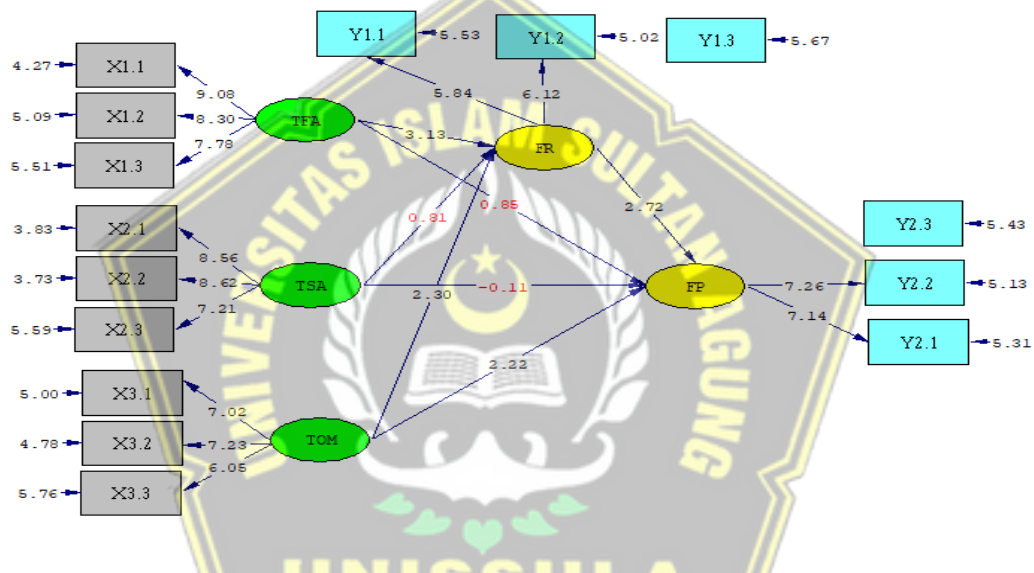 Y1.1
5.53
Y1.2
5.02
Y1.3
5.67
4.27
X1.1
9.08
5.09
X1.2
8.30
5.51
X1.3
7.78
TFA
3.13
5.84
6.12
FR
0.81
0.85
2.72
3.83
X2.1
8.56
3.73
X2.2
8.62
5.59
X2.3
7.21
TSA
2.30
-0.11
FP
Y2.3
5.43
7.26
Y2.2
5.13
7.14
Y2.1
5.31
5.00
X3.1
7.02
4.78
X3.2
7.23
5.76
X3.3
6.05
TOM
2.22
UNIVERSITAS ISLAM SULTAN AGUNG
UNISSULA